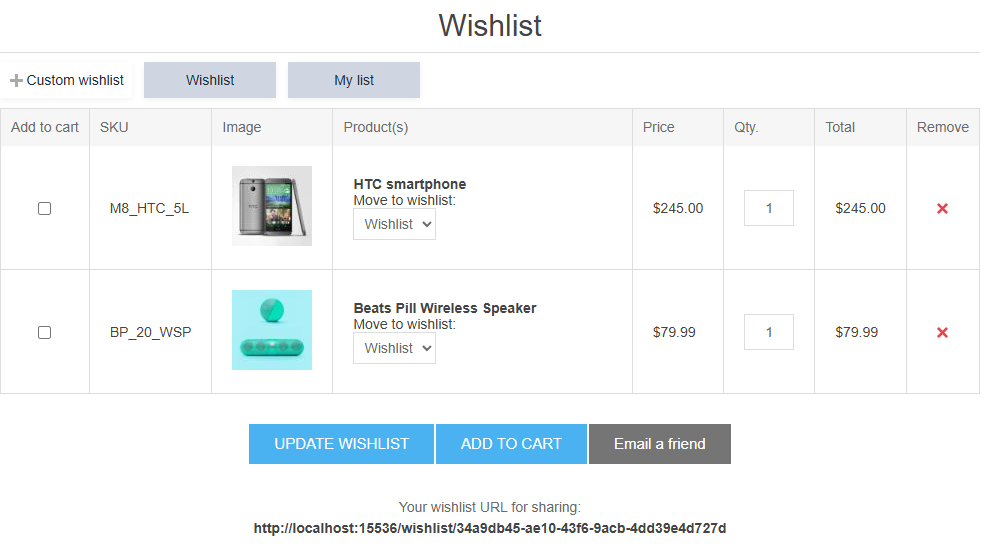 Wishlist
Custom wishlist Wishlist My list
Add to cart SKU Image Product(s) Price Qty. Total Remove
HTC smartphone
Move to wishlist:
M8_HTC_5L Wishlist $245.00 1 $245.00
Beats Pill Wireless Speaker
Move to wishlist:
BP_20_WSP Wishlist $79.99 1 $79.99
UPDATE WISHLIST ADD TO CART Email a friend
Your wishlist URL for sharing:
http://localhost:15536/wishlist/34a9db45-ae10-43f6-9acb-4dd39e4d727d